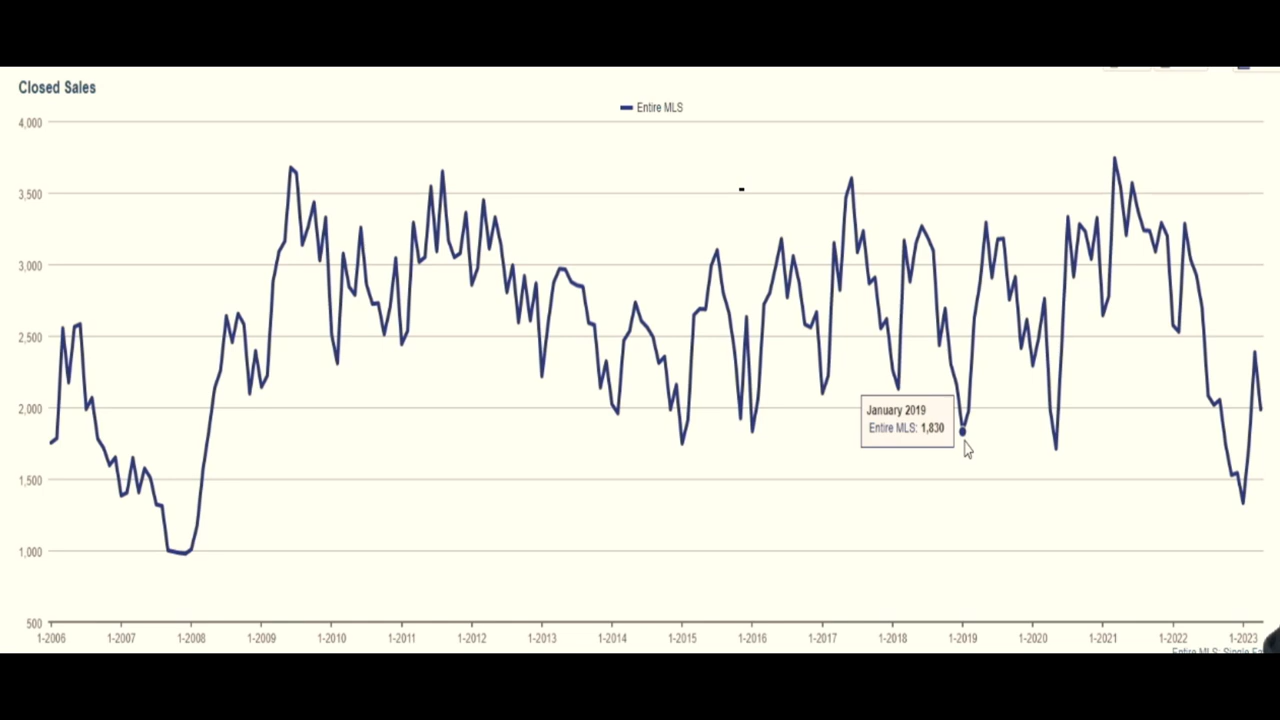 Closed Sales
Entire MLS
4,000
3,500
3,000
2,500
2,000
1,500
1,000
500
January 2019
Entire MLS: 1,830
1-2006 1-2007 1-2008 1-2009 1-2010 1-2011 1-2012 1-2013 1-2014 1-2015 1-2016 1-2017 1-2018 1-2019 1-2020 1-2021 1-2022 1-2023
Entire MLS: Single